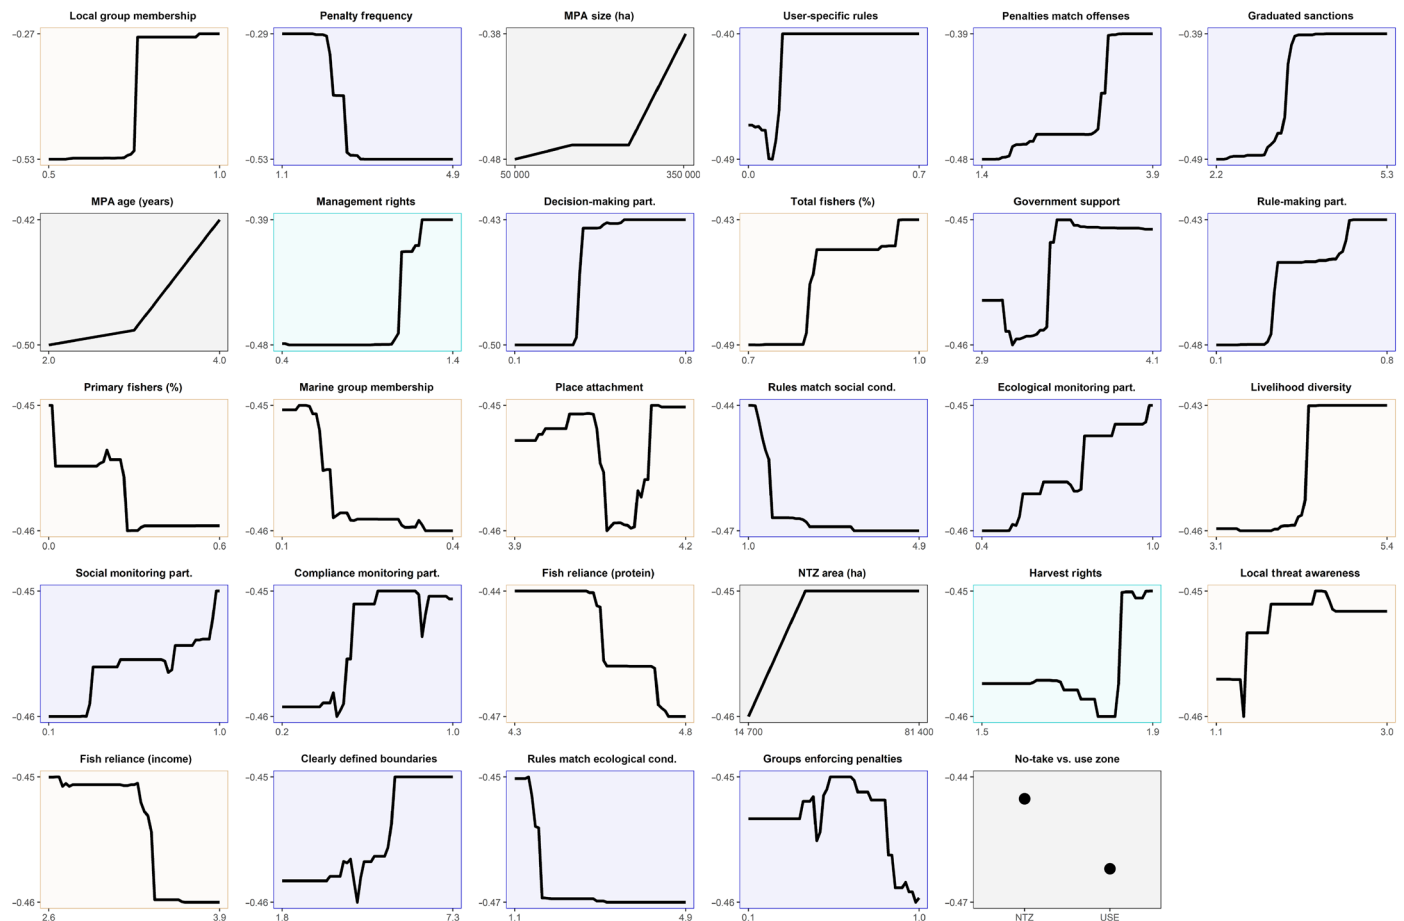 Local group membership
−0.27
−0.53
0.5 1.0
Penalty frequency
−0.29
−0.53
1.1 4.9
MPA size (ha)
−0.38
−0.48
50 000 350 000
User-specific rules
−0.40
−0.49
0.0 0.7
Penalties match offenses
−0.39
−0.48
1.4 3.9
Graduated sanctions
−0.39
−0.49
2.2 5.3
MPA age (years)
−0.42
−0.50
2.0 4.0
Management rights
−0.39
−0.48
0.4 1.4
Decision-making part.
−0.43
−0.50
0.1 0.8
Total fishers (%)
−0.43
−0.49
0.7 1.0
Government support
−0.45
−0.46
2.9 4.1
Rule-making part.
−0.43
−0.48
0.1 0.8
Primary fishers (%)
−0.45
−0.46
0.0 0.6
Marine group membership
−0.45
−0.46
0.1 0.4
Place attachment
−0.45
−0.46
3.9 4.2
Rules match social cond.
−0.44
−0.47
1.0 4.9
Ecological monitoring part.
−0.45
−0.46
0.4 1.0
Livelihood diversity
−0.43
−0.46
3.1 5.4
Social monitoring part.
−0.45
−0.46
0.1 1.0
Compliance monitoring part.
−0.45
−0.46
0.2 1.0
Fish reliance (protein)
−0.44
−0.47
4.3 4.8
NTZ area (ha)
−0.45
−0.46
14 700 81 400
Harvest rights
−0.45
−0.46
1.5 1.9
Local threat awareness
−0.45
−0.46
1.1 3.0
Fish reliance (income)
−0.45
−0.46
2.6 3.9
Clearly defined boundaries
−0.45
−0.46
1.8 7.3
Rules match ecological cond.
−0.45
−0.47
1.1 4.9
Groups enforcing penalties
−0.45
−0.46
0.1 1.0
No-take vs. use zone
−0.44
−0.47
NTZ USE